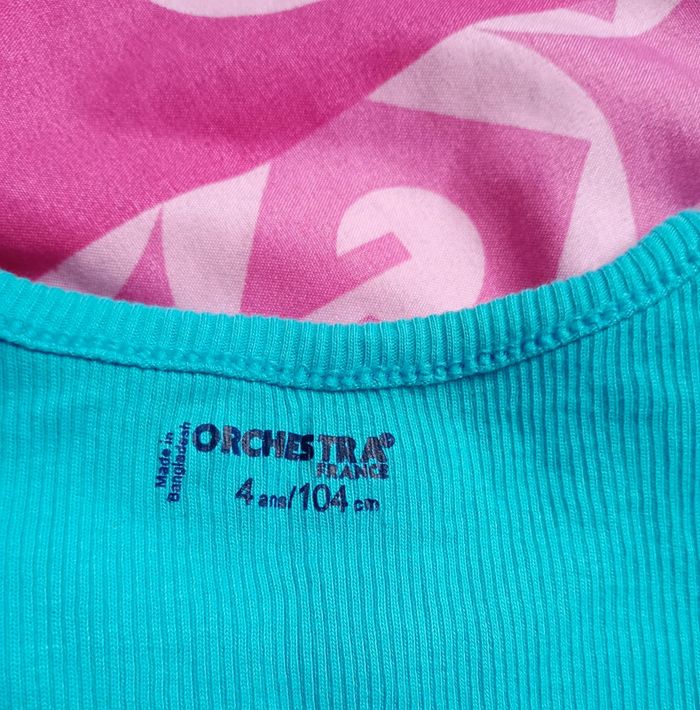 Made in
Bangladesh
ORCHESTRA®
FRANCE
4 ans/104 cm